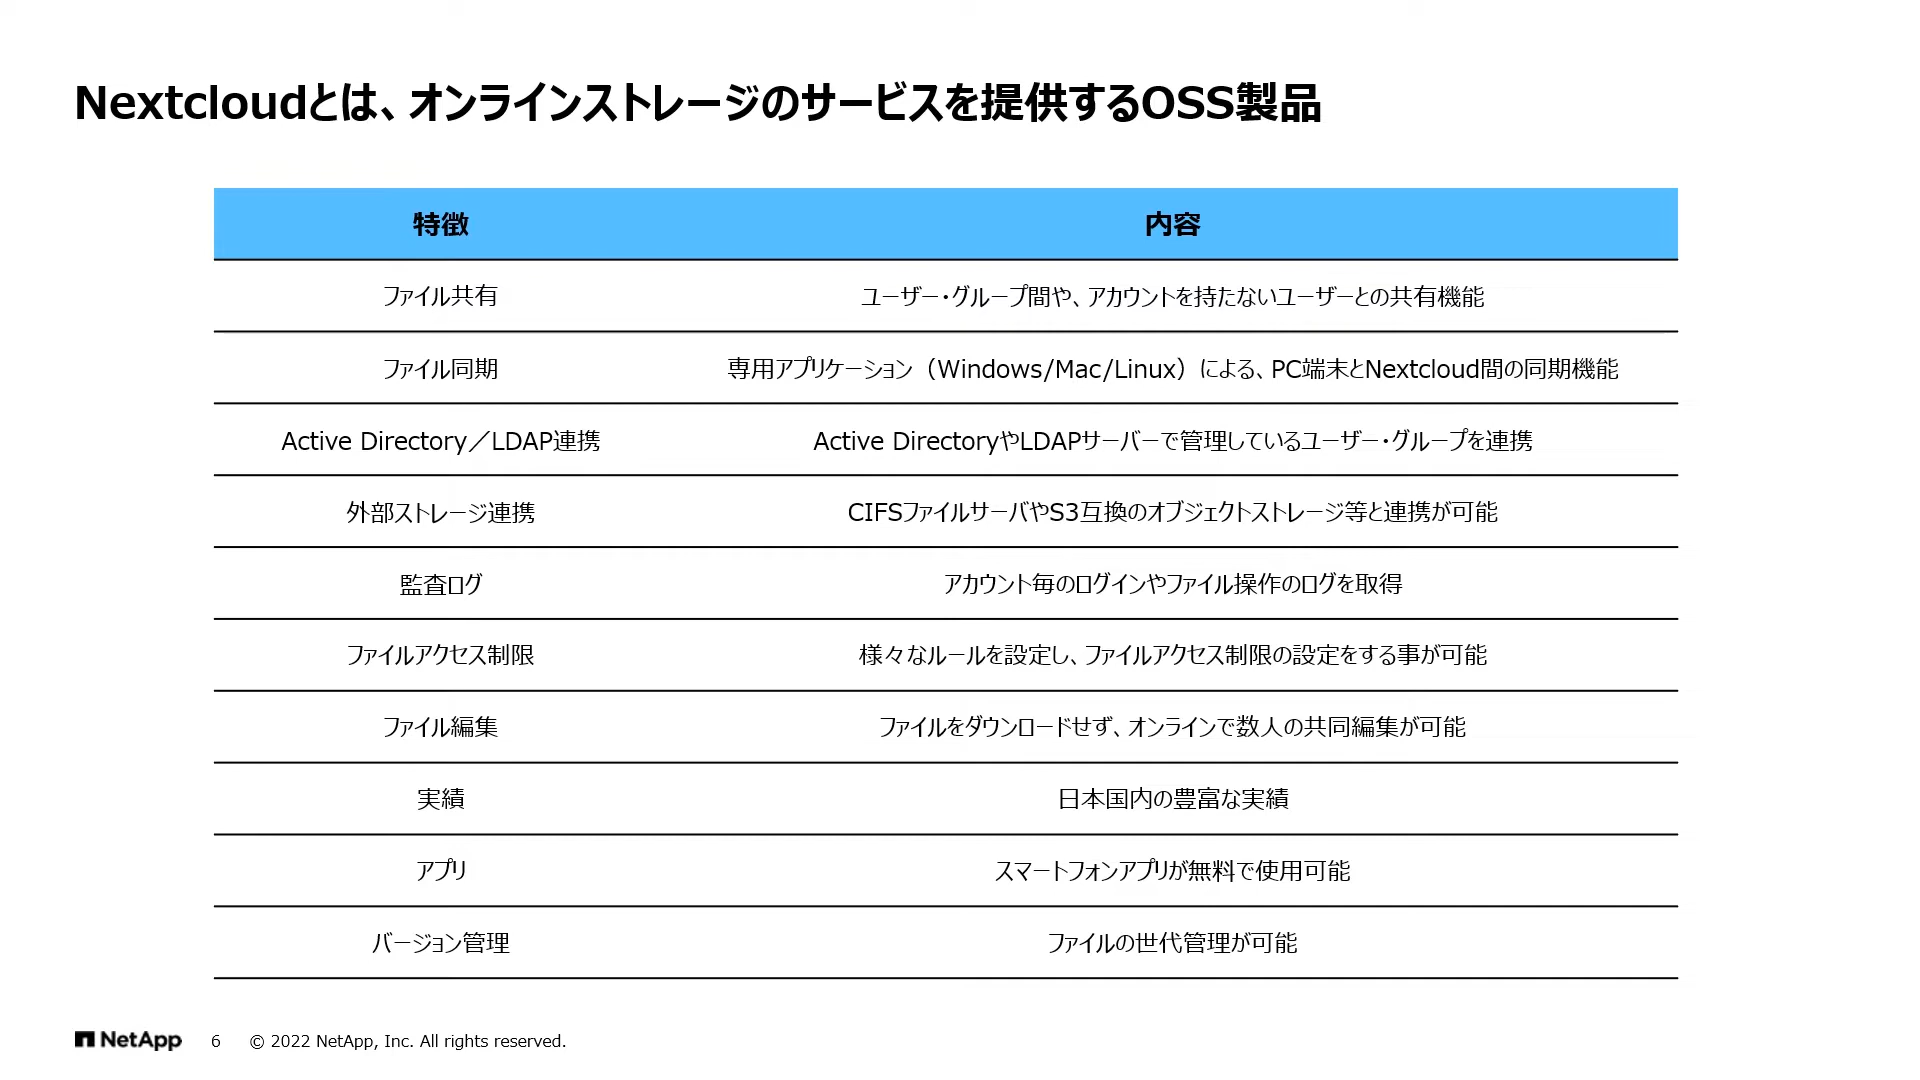 Nextcloudとは、オンラインストレージのサービスを提供するOSS製品
特徴 内容
ファイル共有 ユーザー・グループ間や、アカウントを持たないユーザーとの共有機能
ファイル同期 専用アプリケーション（Windows/Mac/Linux）による、PC端末とNextcloud間の同期機能
Active Directory／LDAP連携 Active DirectoryやLDAPサーバーで管理しているユーザー・グループを連携
外部ストレージ連携 CIFSファイルサーバやS3互換のオブジェクトストレージ等と連携が可能
監査ログ アカウント毎のログインやファイル操作のログを取得
ファイルアクセス制限 様々なルールを設定し、ファイルアクセス制限の設定をする事が可能
ファイル編集 ファイルをダウンロードせず、オンラインで数人の共同編集が可能
実績 日本国内の豊富な実績
アプリ スマートフォンアプリが無料で使用可能
バージョン管理 ファイルの世代管理が可能
NetApp 6 © 2022 NetApp, Inc. All rights reserved.